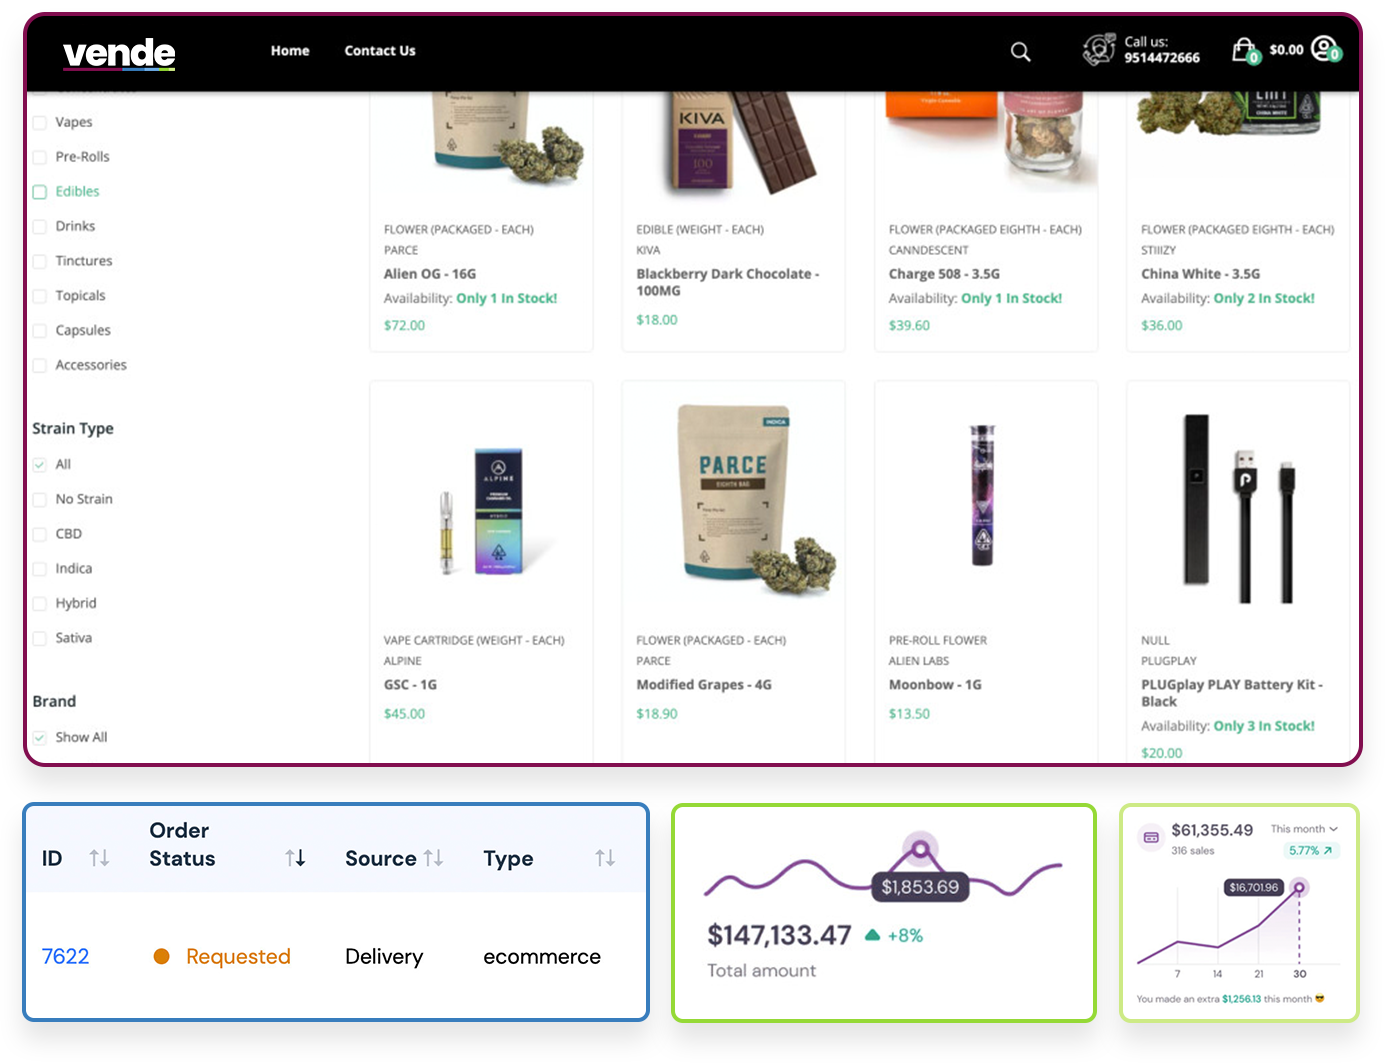 vende
Home
Contact Us
Call us:
9514472666
0
$0.00
0
Vapes
Pre-Rolls
Edibles
Drinks
Tinctures
Topicals
Capsules
Accessories
Strain Type
All
No Strain
CBD
Indica
Hybrid
Sativa
Brand
Show All
FLOWER (PACKAGED - EACH)
PARCE
Alien OG - 16G
Availability: Only 1 In Stock!
$72.00
KIVA
100
EDIBLE (WEIGHT - EACH)
KIVA
Blackberry Dark Chocolate -
100MG
$18.00
FLOWER (PACKAGED EIGHTH - EACH)
CANNDESCENT
Charge 508 - 3.5G
Availability: Only 1 In Stock!
$39.60
CHINA WHITE
FLOWER (PACKAGED EIGHTH - EACH)
STIIIZY
China White - 3.5G
Availability: Only 2 In Stock!
$36.00
ALPINE
HYBRID
VAPE CARTRIDGE (WEIGHT - EACH)
ALPINE
GSC - 1G
$45.00
INDICA
PARCE
EIGHTH BAG
FLOWER (PACKAGED - EACH)
PARCE
Modified Grapes - 4G
$18.90
PRE-ROLL FLOWER
ALIEN LABS
Moonbow - 1G
$13.50
NULL
PLUGPLAY
PLUGplay PLAY Battery Kit -
Black
Availability: Only 3 In Stock!
$20.00
ID
Order
Status
Source
Type
7622
Requested
Delivery
ecommerce
$1,853.69
$147,133.47
+8%
Total amount
$61,355.49
This month
316 sales
5.77%
$16,701.96
7
14
21
30
You made an extra $1,256.13 this month